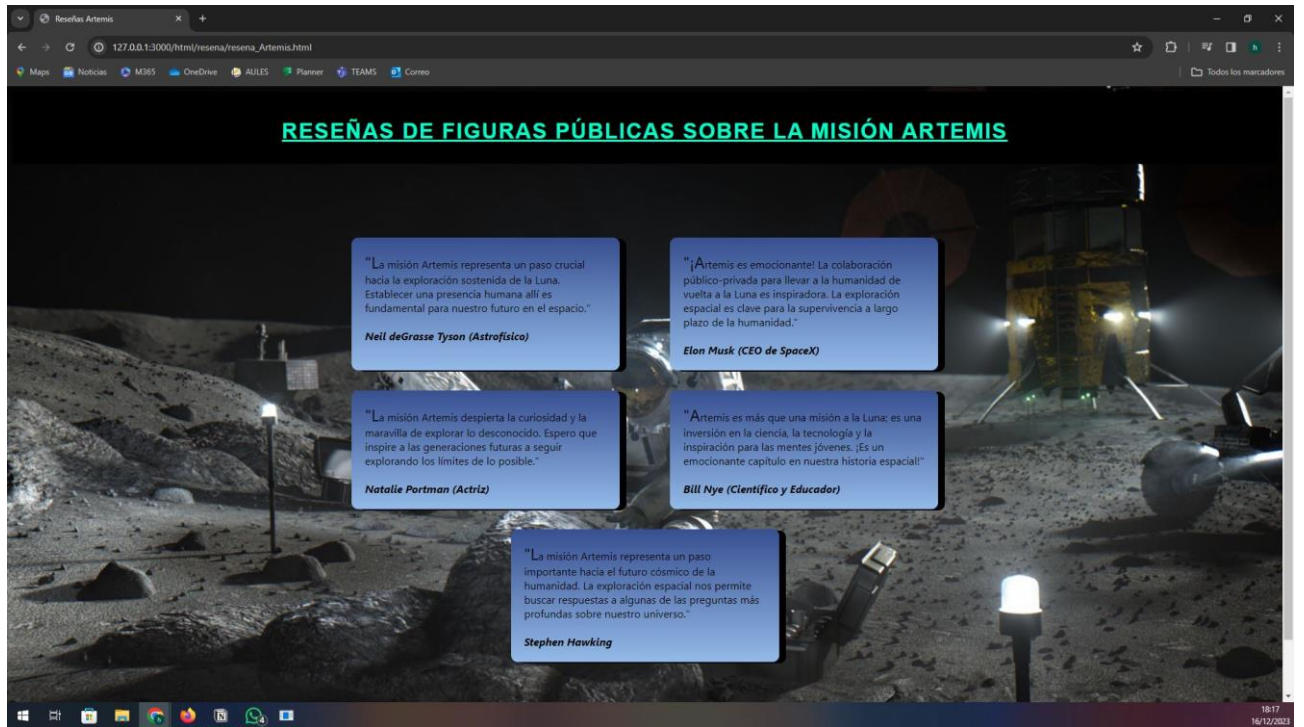 Reseñas Artemis
127.0.0.1:3000/html/resena/resena_Artemis.html
Maps Noticias M365 OneDrive AULES Planner TEAMS Correo Todos los marcadores
RESEÑAS DE FIGURAS PÚBLICAS SOBRE LA MISIÓN ARTEMIS
"La misión Artemis representa un paso crucial
hacia la exploración sostenida de la Luna.
Establecer una presencia humana allí es
fundamental para nuestro futuro en el espacio."
Neil deGrasse Tyson (Astrofísico)
"¡Artemis es emocionante! La colaboración
público-privada para llevar a la humanidad de
vuelta a la Luna es inspiradora. La exploración
espacial es clave para la supervivencia a largo
plazo de la humanidad."
Elon Musk (CEO de SpaceX)
"La misión Artemis despierta la curiosidad y la
maravilla de explorar lo desconocido. Espero que
inspire a las generaciones futuras a seguir
explorando los límites de lo posible."
Natalie Portman (Actriz)
"Artemis es más que una misión a la Luna; es una
inversión en la ciencia, la tecnología y la
inspiración para las mentes jóvenes. ¡Es un
emocionante capítulo en nuestra historia espacial!"
Bill Nye (Científico y Educador)
"La misión Artemis representa un paso
importante hacia el futuro cósmico de la
humanidad. La exploración espacial nos permite
buscar respuestas a algunas de las preguntas más
profundas sobre nuestro universo."
Stephen Hawking
18:17
16/12/2023